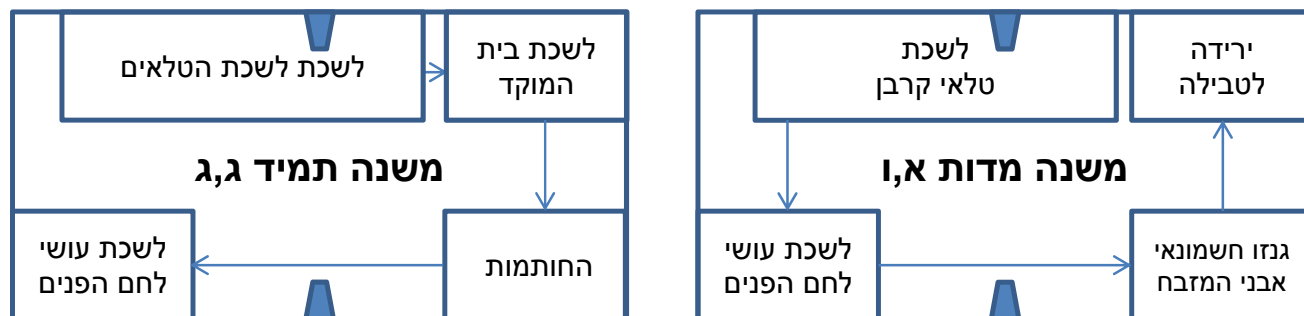 ירידה
לטבילה
לשכת
טלאי קרבן
משנה מדות א,ו
גנזו חשמונאי
אבני המזבח
לשכת עושי
לחם הפנים
לשכת בית
המוקד
לשכת לשכת הטלאים
משנה תמיד ג,ג
החותמות
לשכת עושי
לחם הפנים